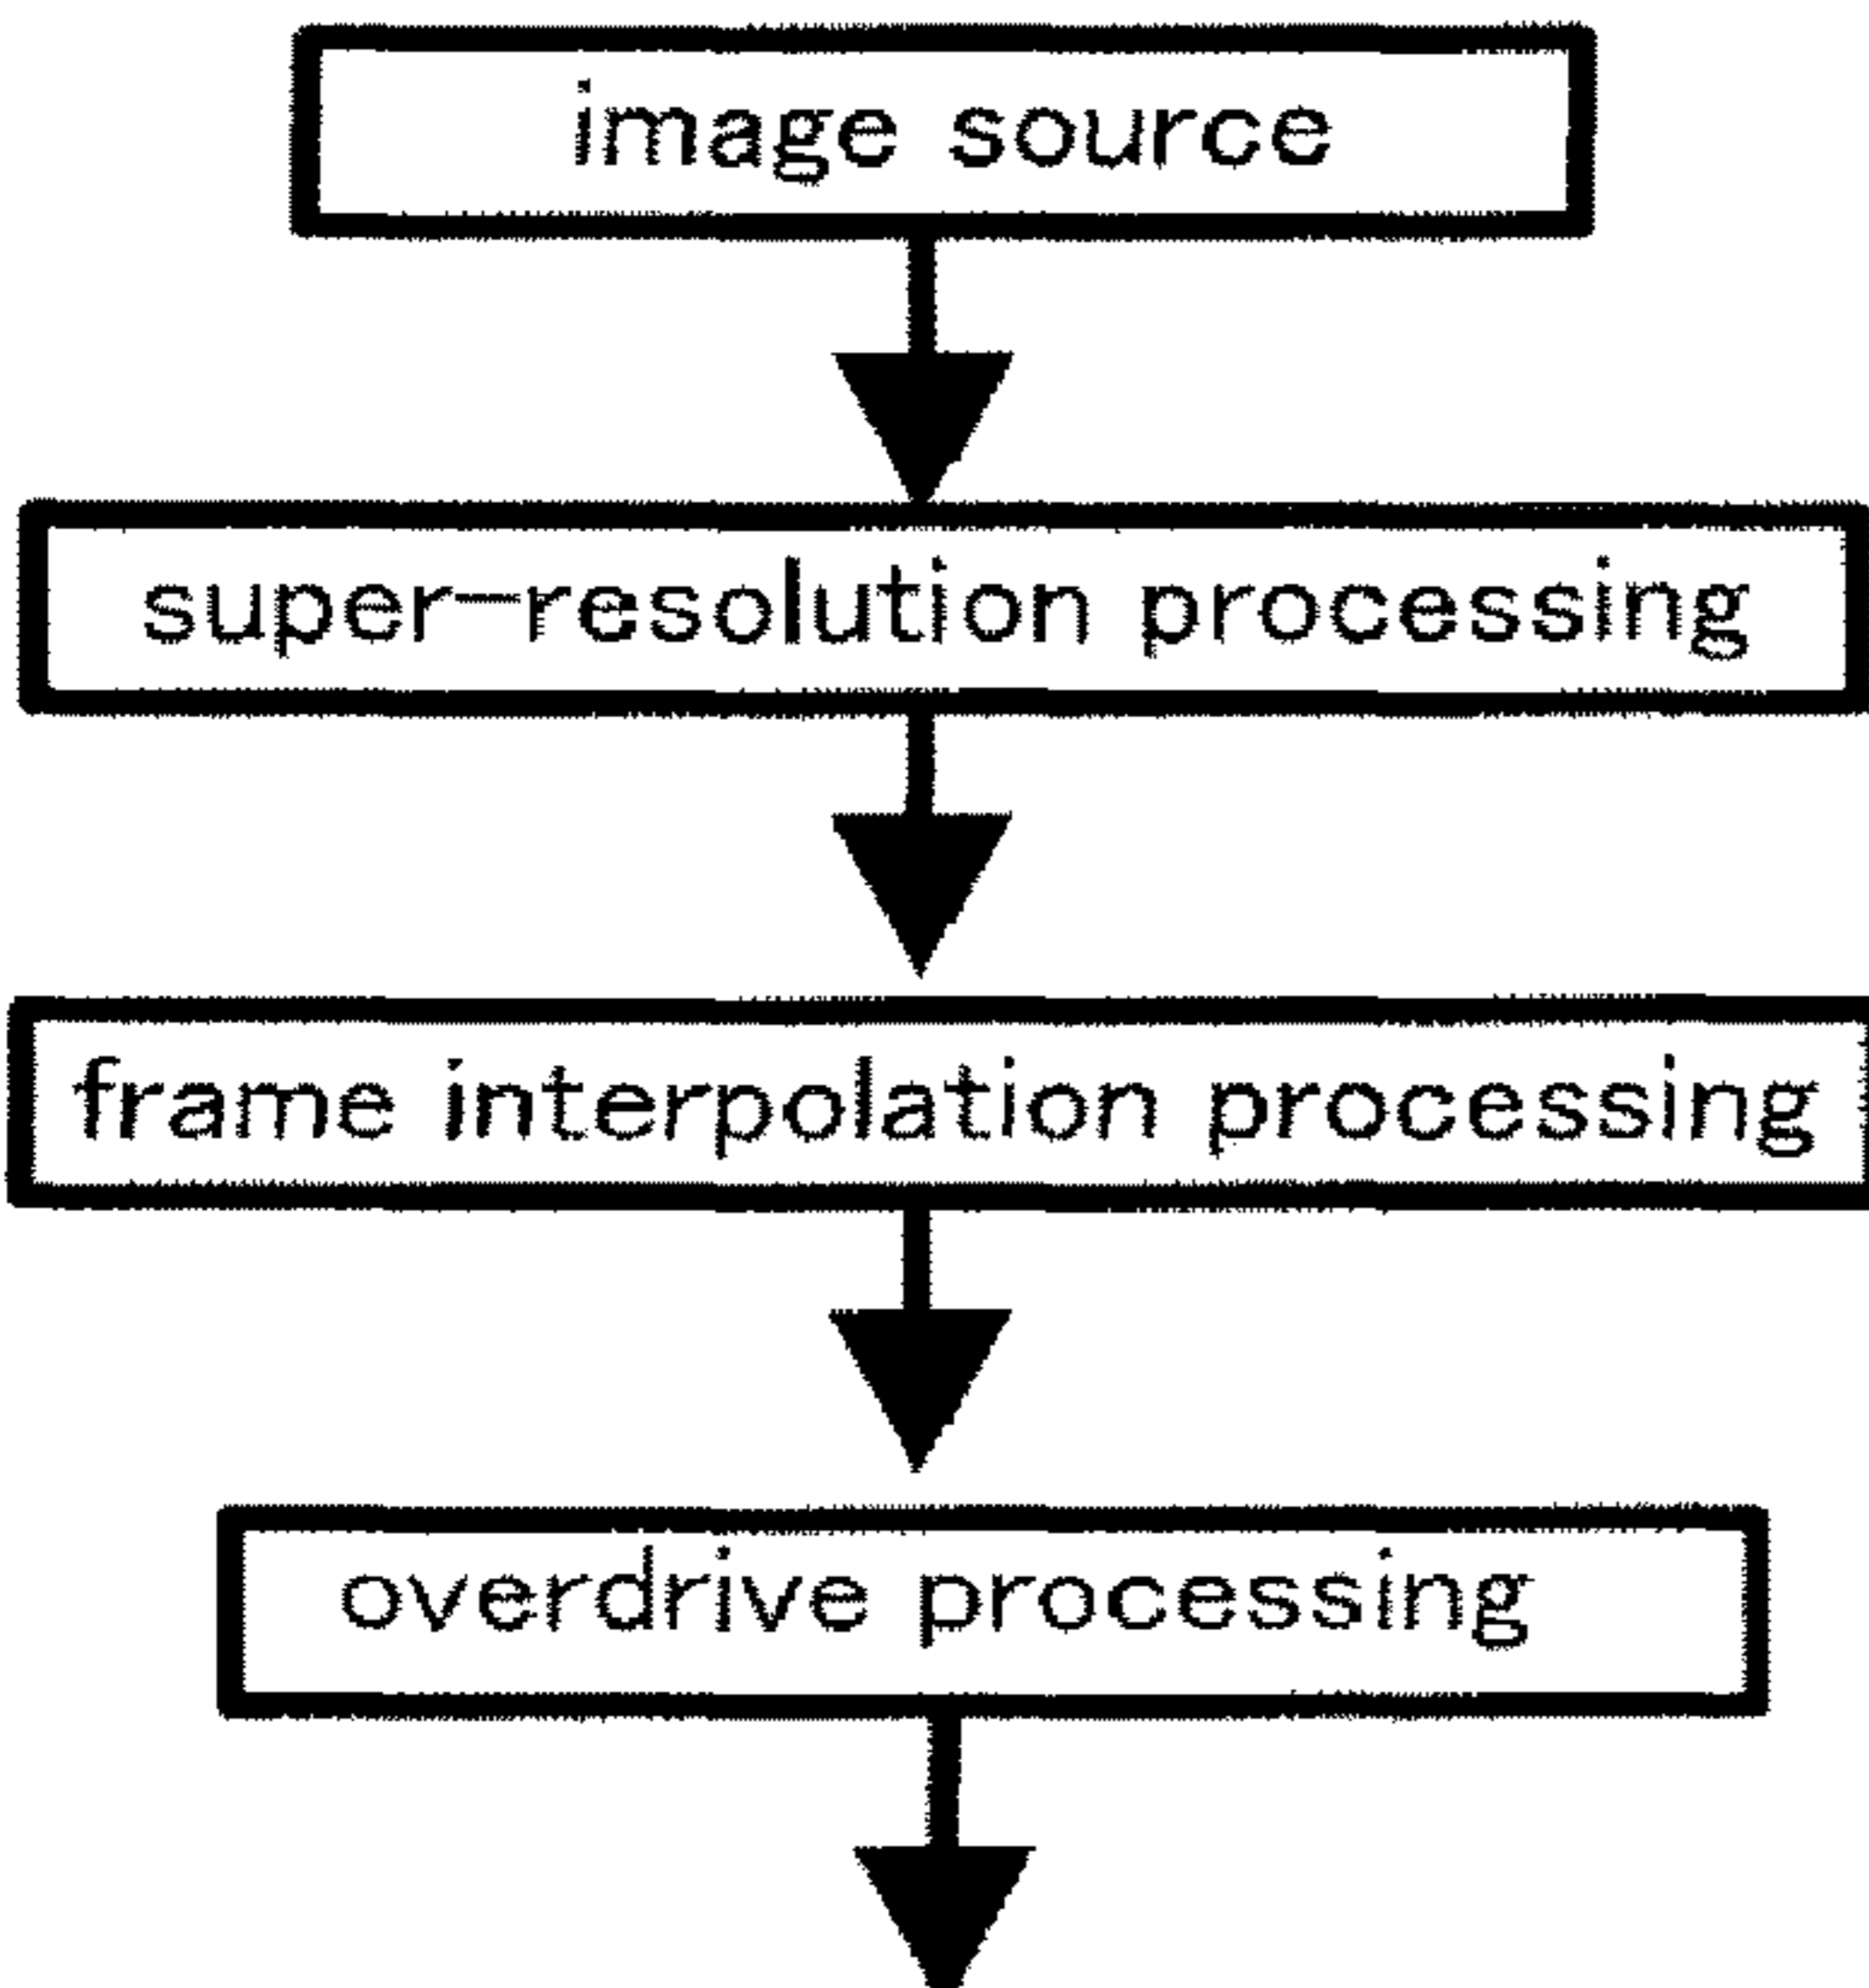 image source
super-resolution processing
frame interpolation processing
overdrive processing